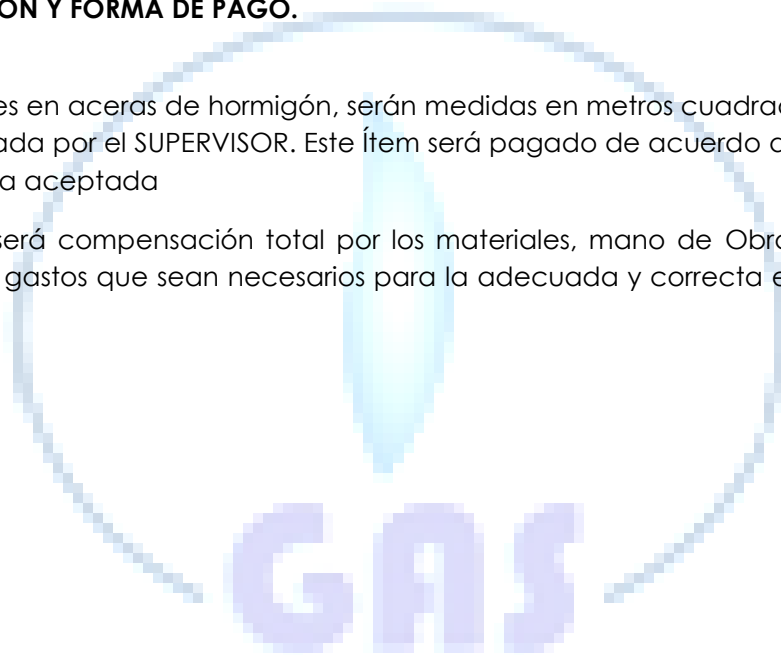 ON Y FORMA DE PAGO.
es en aceras de hormigón, serán medidas en metros cuadrad
ada por el SUPERVISOR. Este Ítem será pagado de acuerdo a
a aceptada
será compensación total por los materiales, mano de Obra
gastos que sean necesarios para la adecuada y correcta e
GAS